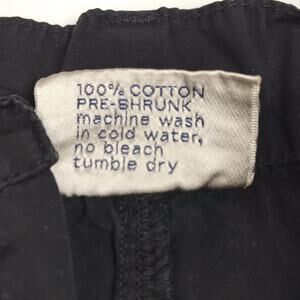 100% COTTON
PRE-SHRUNK
machine wash
in cold water,
no bleach
tumble dry